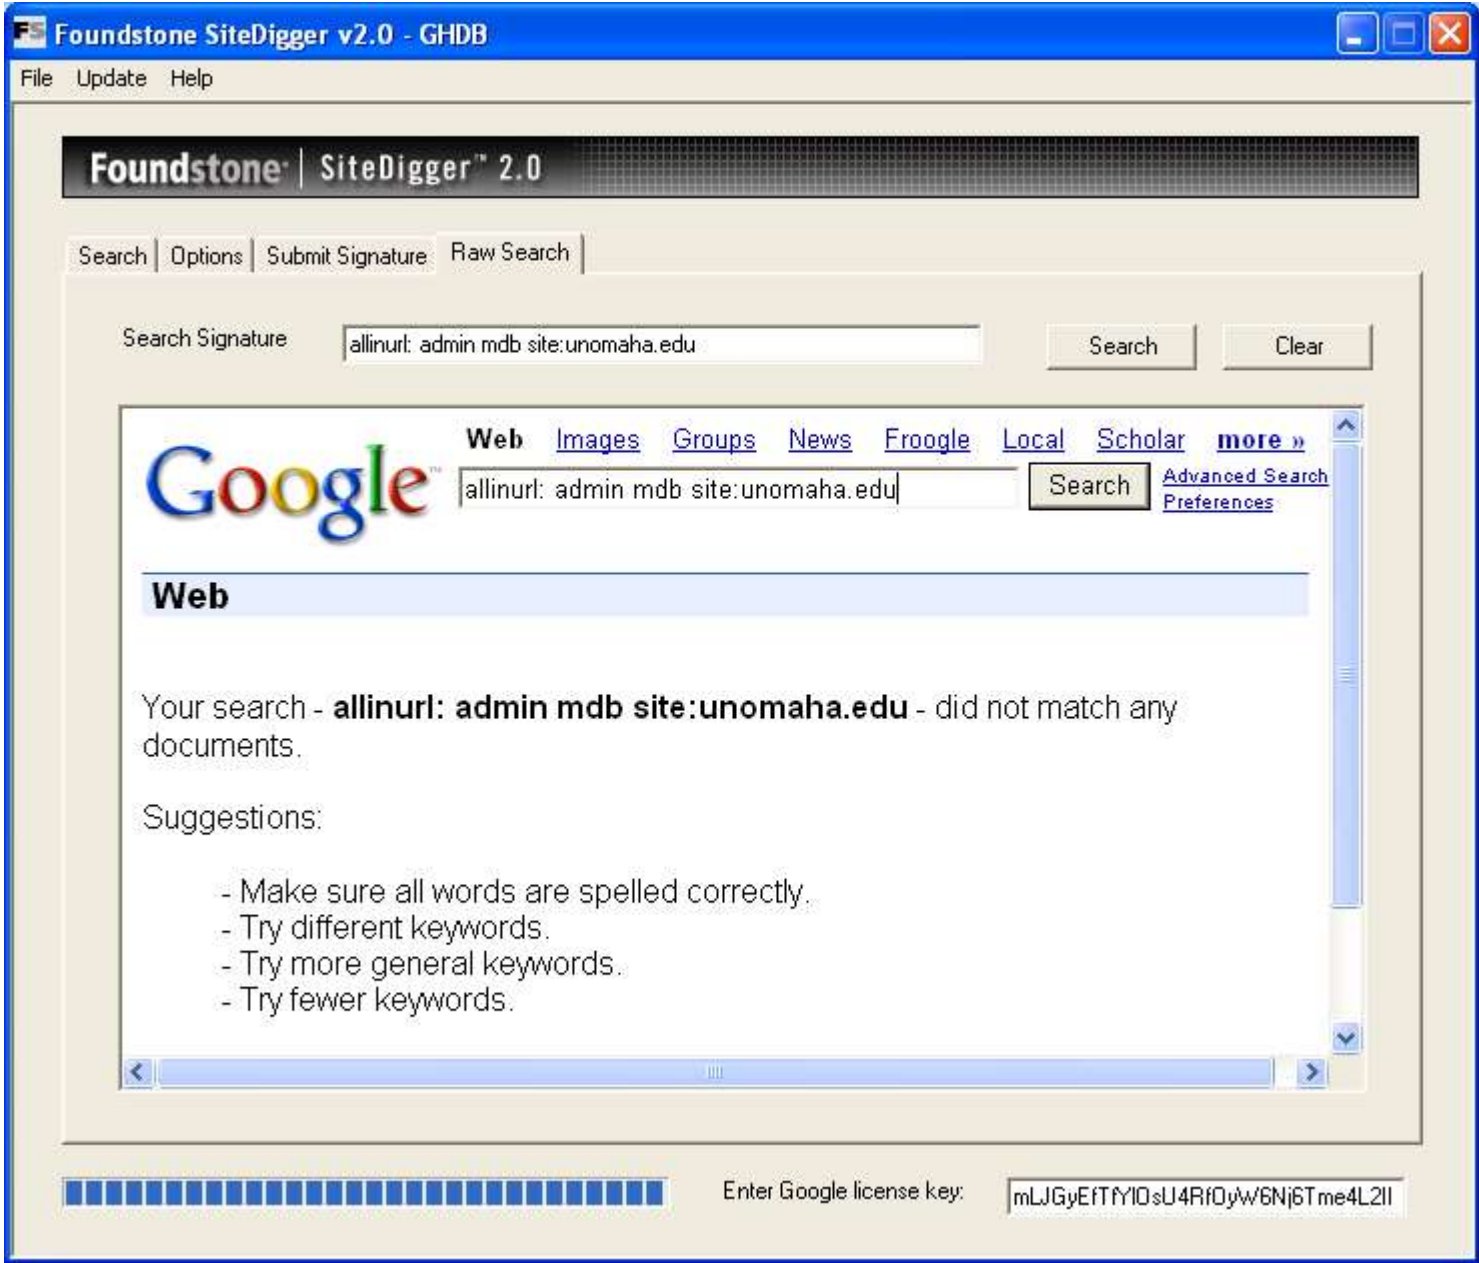 FS Foundstone SiteDigger v2.0 - GHDB
File Update Help
Foundstone SiteDigger™ 2.0
Search Options Submit Signature Raw Search
Search Signature allinurl: admin mdb site:unomaha.edu Search Clear
Web Images Groups News Froogle Local Scholar more »
Google™ allinurl: admin mdb site:unomaha.edu Search Advanced Search
Preferences
Web
Your search - allinurl: admin mdb site:unomaha.edu - did not match any
documents.
Suggestions:
- Make sure all words are spelled correctly.
- Try different keywords.
- Try more general keywords.
- Try fewer keywords.
Enter Google license key: